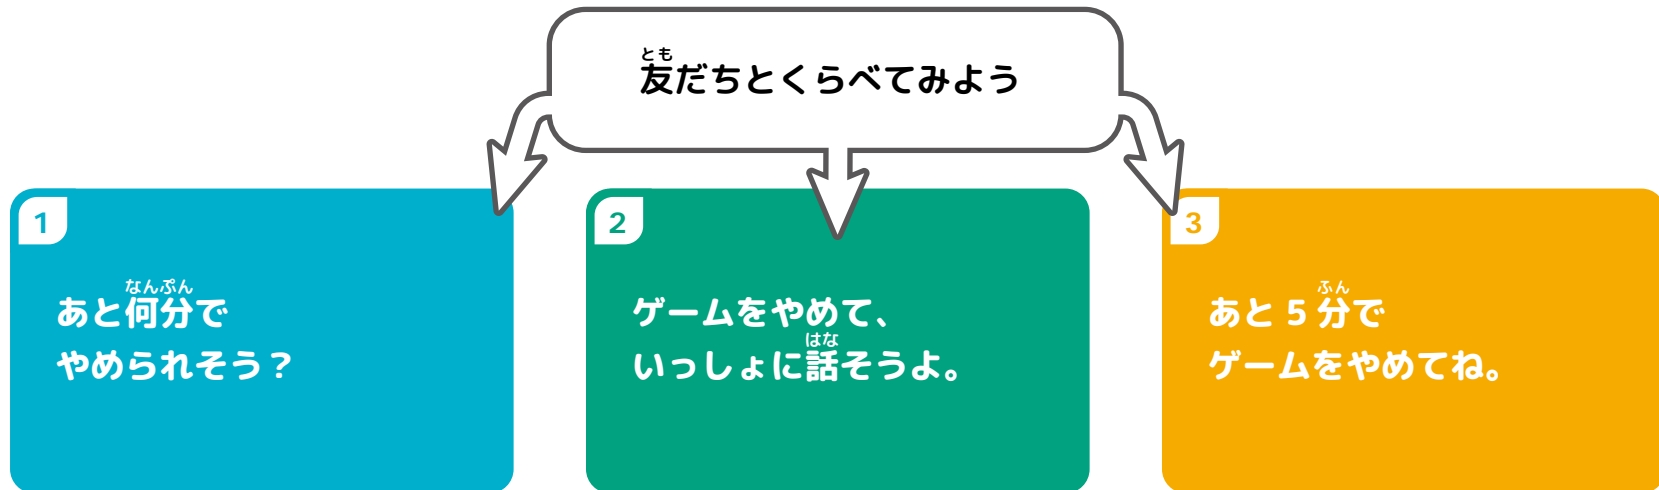 とも
友だちとくらべてみよう
1
なんぷん
あと何分で
やめられそう？
2
ゲームをやめて、
はな
いっしょに話そうよ。
3
ふん
あと5分で
ゲームをやめてね。